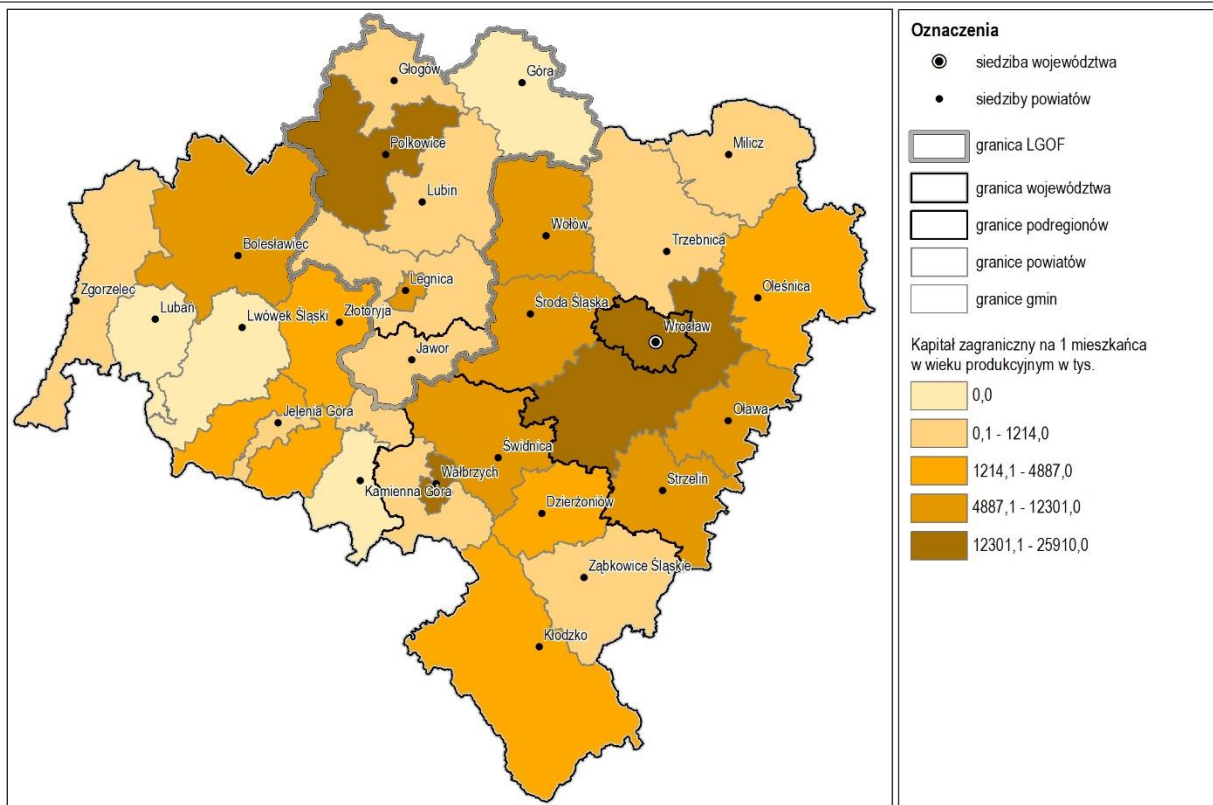 Głogów
Góra
Polkowice
Milicz
Lubin
Wołów
Bolesławiec
Trzebnica
Legnica
Oleśnica
Zgorzelec
Lubań
Lwówek Śląski
Złotoryja
Środa Śląska
Wrocław
Jawor
Jelenia Góra
Oława
Świdnica
Wałbrzych
Kamienna Góra
Strzelin
Dzierżoniów
Ząbkowice Śląskie
Kłodzko
Oznaczenia
siedziba województwa
siedziby powiatów
granica LGOF
granica województwa
granice podregionów
granice powiatów
granice gmin
Kapitał zagraniczny na 1 mieszkańca
w wieku produkcyjnym w tys.
0,0
0,1 - 1214,0
1214,1 - 4887,0
4887,1 - 12301,0
12301,1 - 25910,0